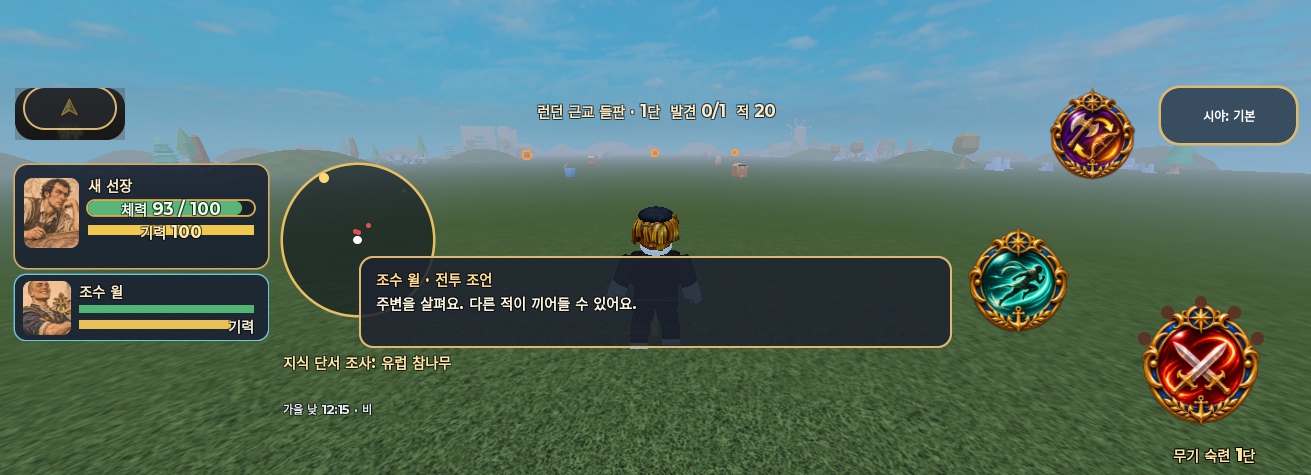 런던 근교 들판 · 1단 발견 0/1 적 20
시야: 기본
새 선장
체력 93 / 100
기력 100
조수 윌
기력
조수 윌 · 전투 조언
주변을 살펴요. 다른 적이 끼어들 수 있어요.
지식 단서 조사: 유럽 참나무
가을 낮 12:15 · 비
무기 숙련 1단